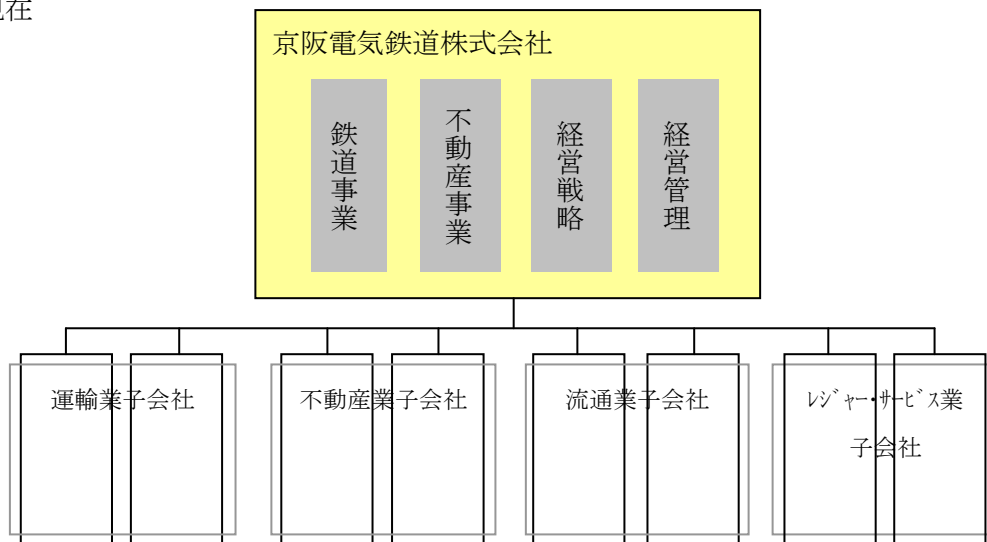 現在
京阪電気鉄道株式会社
鉄道事業
不動産事業
経営戦略
経営管理
運輸業子会社
不動産業子会社
流通業子会社
ﾚｼﾞｬｰ･ｻｰﾋﾞｽ業
子会社